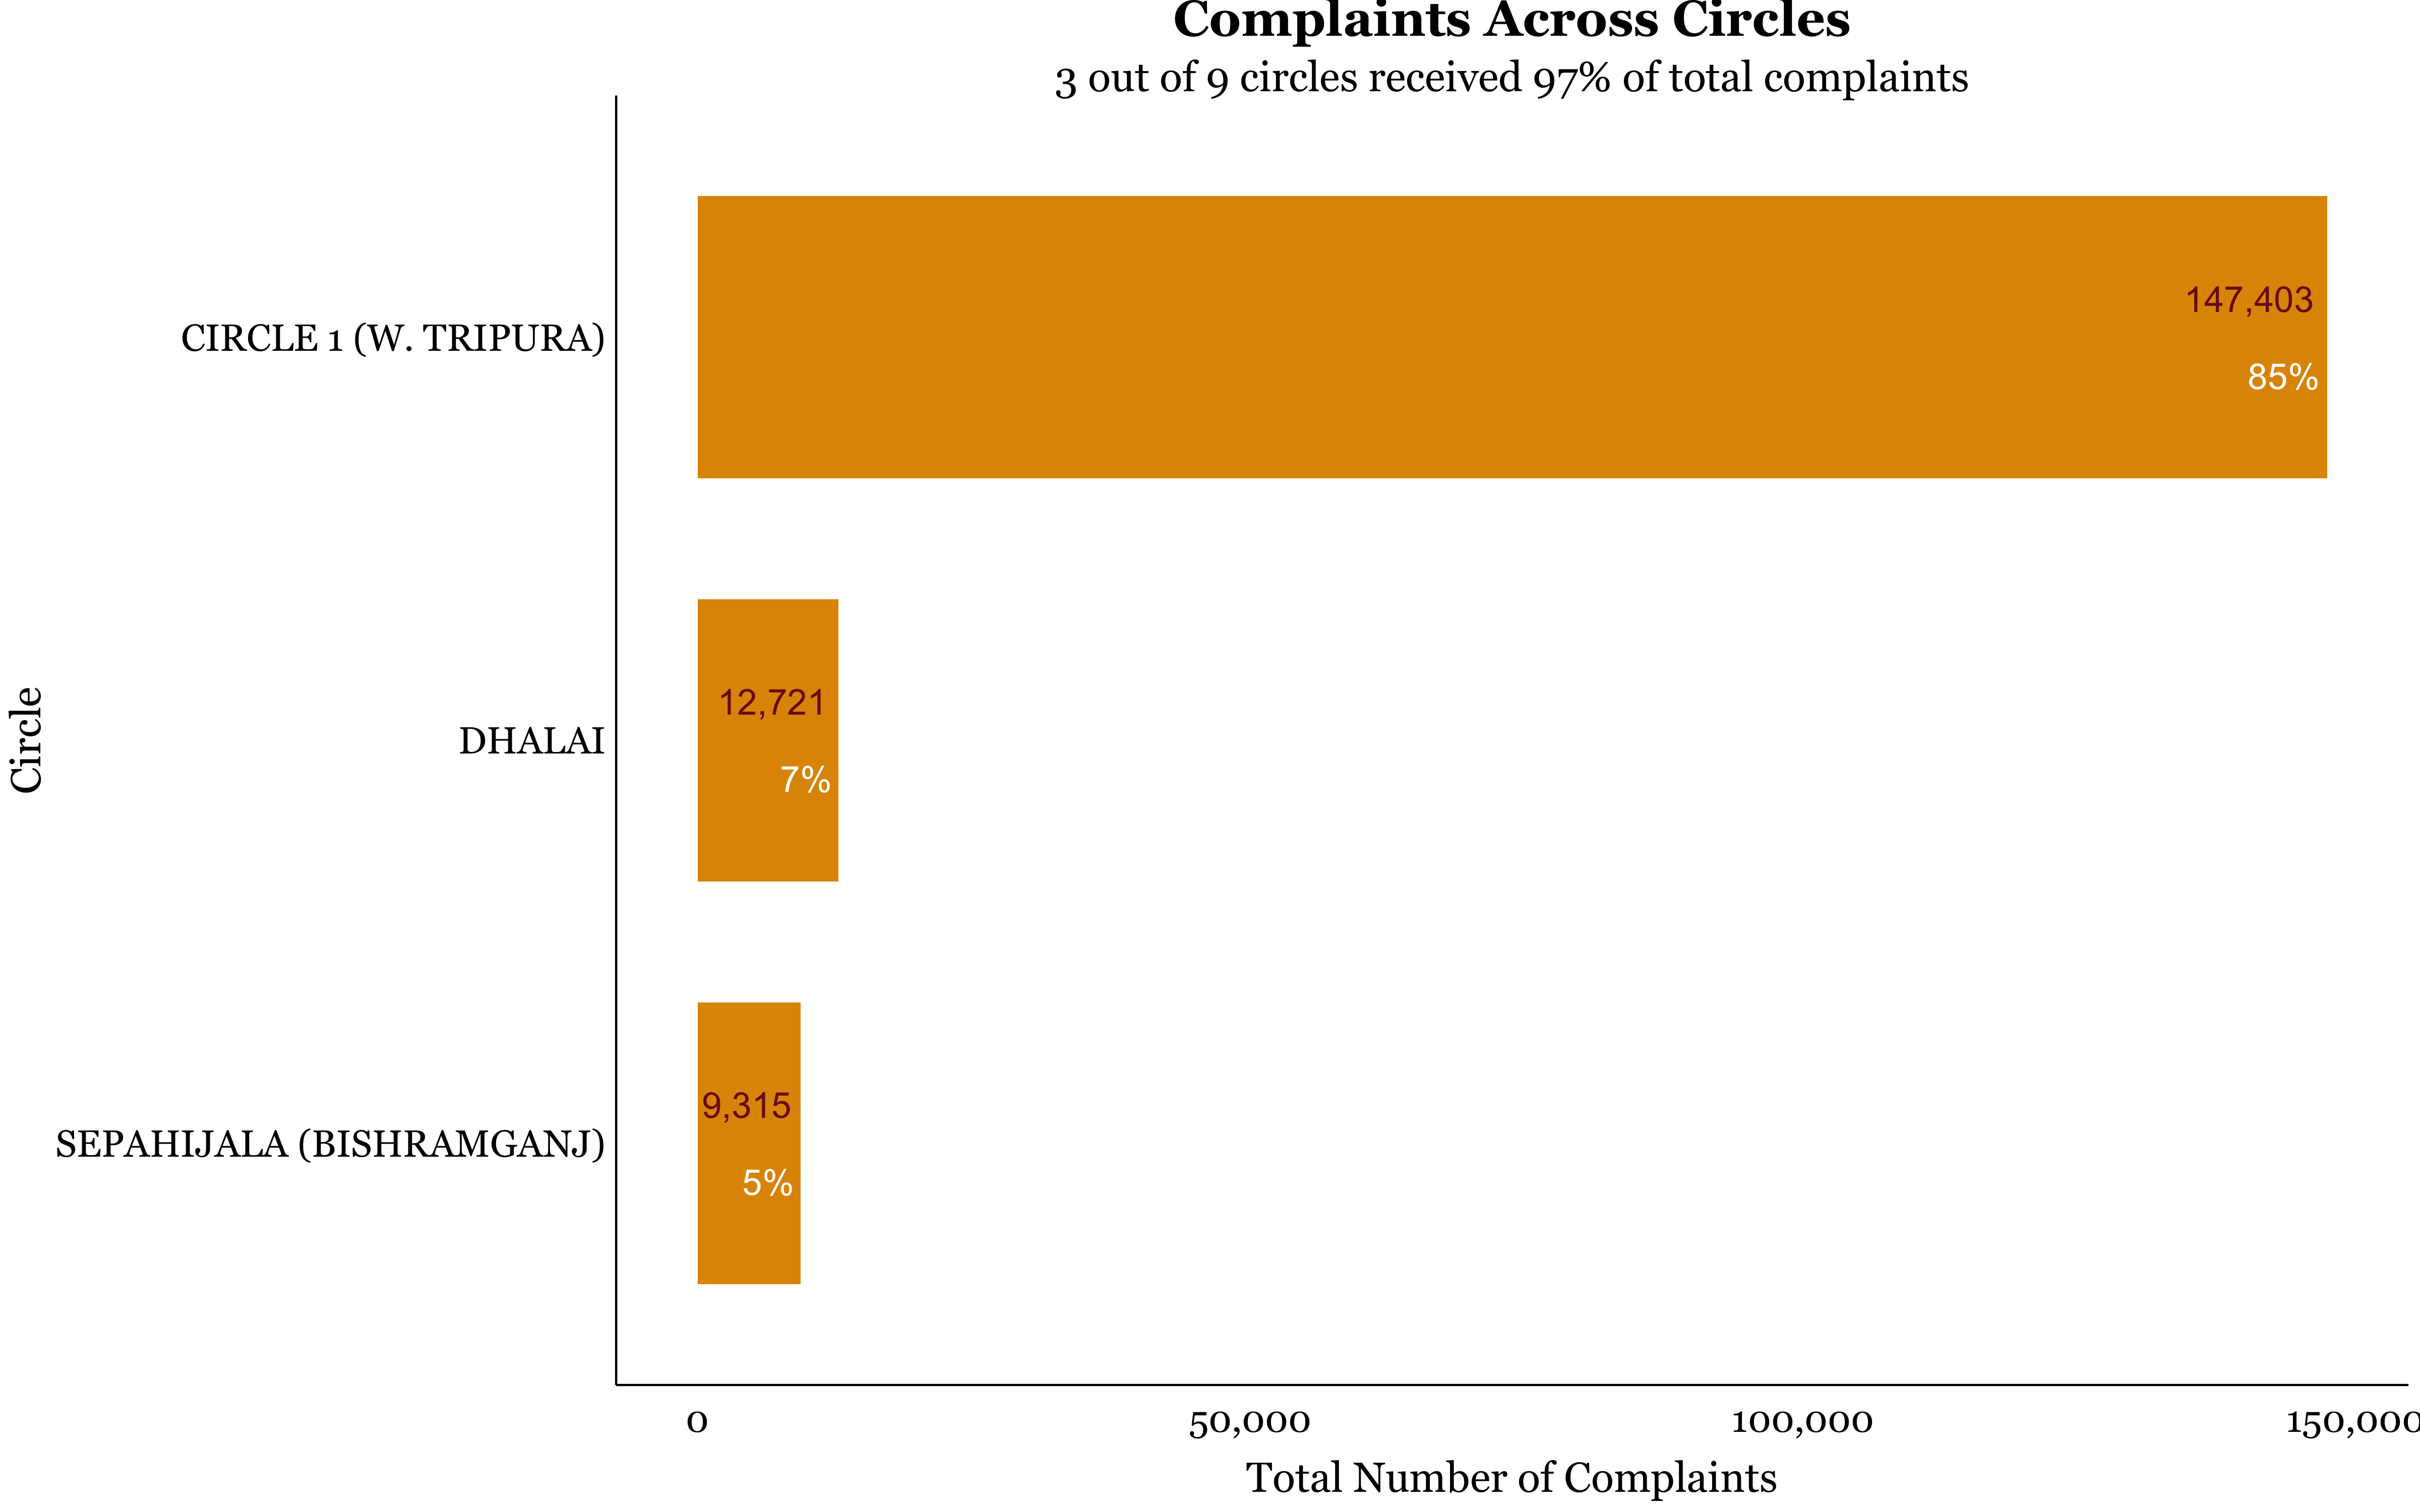 Complaints Across Circles
3 out of 9 circles received 97% of total complaints
Circle
CIRCLE 1 (W. TRIPURA)
147,403
85%
DHALAI
12,721
7%
SEPAHIJALA (BISHRAMGANJ)
9,315
5%
0 50,000 100,000 150,000
Total Number of Complaints